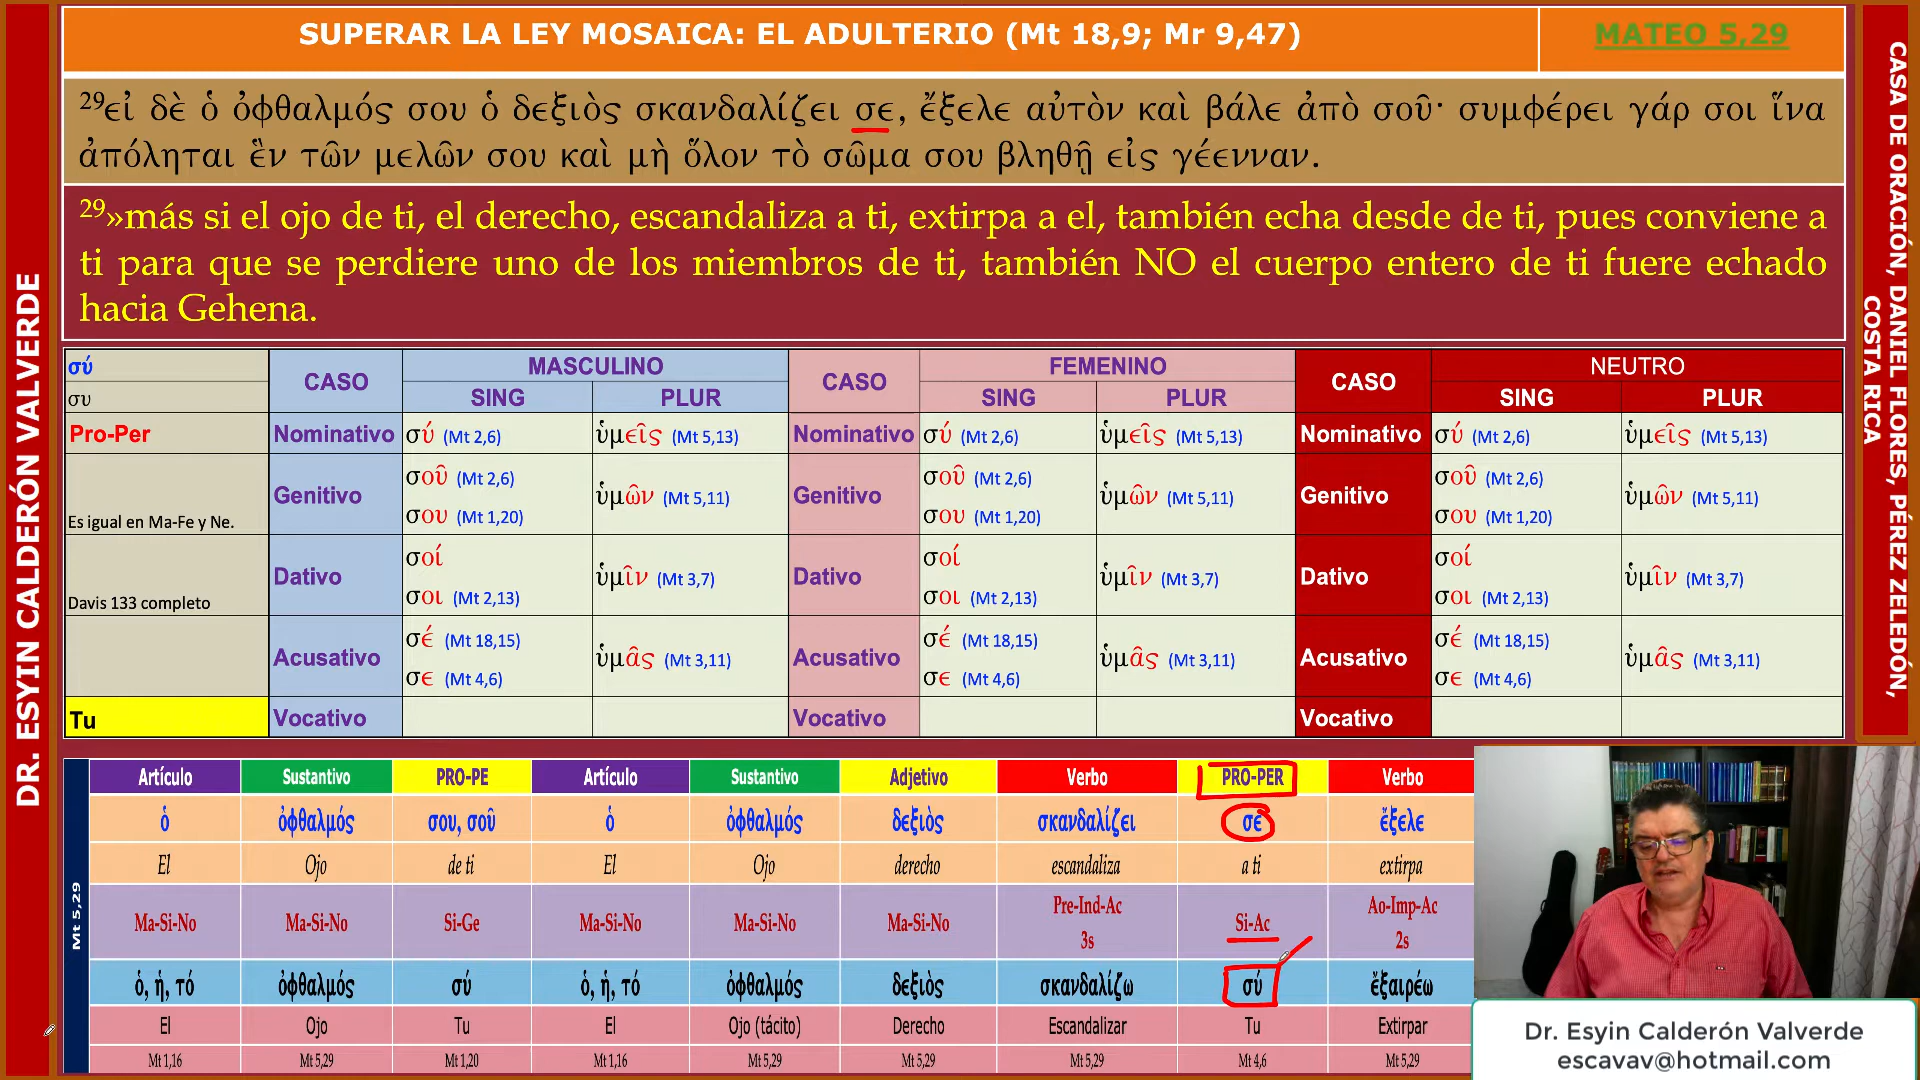 SUPERAR LA LEY MOSAICA: EL ADULTERIO (Mt 18,9; Mr 9,47)
MATEO 5,29
²⁹εἰ δὲ ὁ ὀφθαλμός σου ὁ δεξιὸς σκανδαλίζει σε, ἔξελε αὐτὸν καὶ βάλε ἀπὸ σοῦ· συμφέρει γάρ σοι ἵνα
ἀπόληται ἓν τῶν μελῶν σου καὶ μὴ ὅλον τὸ σῶμα σου βληθῇ εἰς γέενναν.
²⁹»más si el ojo de ti, el derecho, escandaliza a ti, extirpa a el, también echa desde de ti, pues conviene a
ti para que se perdiere uno de los miembros de ti, también NO el cuerpo entero de ti fuere echado
hacia Gehena.
DR. ESYIN CALDERÓN VALVERDE
CASA DE ORACIÓN, DANIEL FLORES, PÉREZ ZELEDÓN,
COSTA RICA
σύ CASO MASCULINO CASO FEMENINO CASO NEUTRO
συ SING PLUR SING PLUR SING PLUR
Pro-Per Nominativo σύ (Mt 2,6) ὑμεῖς (Mt 5,13) Nominativo σύ (Mt 2,6) ὑμεῖς (Mt 5,13) Nominativo σύ (Mt 2,6) ὑμεῖς (Mt 5,13)
Es igual en Ma-Fe y Ne. Genitivo σοῦ (Mt 2,6) σου (Mt 1,20) ὑμῶν (Mt 5,11) Genitivo σοῦ (Mt 2,6) σου (Mt 1,20) ὑμῶν (Mt 5,11) Genitivo σοῦ (Mt 2,6) σου (Mt 1,20) ὑμῶν (Mt 5,11)
Davis 133 completo Dativo σοί σοι (Mt 2,13) ὑμῖν (Mt 3,7) Dativo σοί σοι (Mt 2,13) ὑμῖν (Mt 3,7) Dativo σοί σοι (Mt 2,13) ὑμῖν (Mt 3,7)
Acusativo σέ (Mt 18,15) σε (Mt 4,6) ὑμᾶς (Mt 3,11) Acusativo σέ (Mt 18,15) σε (Mt 4,6) ὑμᾶς (Mt 3,11) Acusativo σέ (Mt 18,15) σε (Mt 4,6) ὑμᾶς (Mt 3,11)
Tu Vocativo Vocativo Vocativo
Mt 5,29
Artículo Sustantivo PRO-PE Artículo Sustantivo Adjetivo Verbo PRO-PER Verbo
ὁ ὀφθαλμός σου, σοῦ ὁ ὀφθαλμός δεξιὸς σκανδαλίζει σε ἔξελε
El Ojo de ti El Ojo derecho escandaliza a ti extirpa
Ma-Si-No Ma-Si-No Si-Ge Ma-Si-No Ma-Si-No Ma-Si-No Pre-Ind-Ac 3s Si-Ac Ao-Imp-Ac 2s
ὁ, ἡ, τό ὀφθαλμός σύ ὁ, ἡ, τό ὀφθαλμός δεξιὸς σκανδαλίζω σύ ἔξαιρέω
El Ojo Tu El Ojo (tácito) Derecho Escandalizar Tu Extirpar
Mt 1,16 Mt 5,29 Mt 1,20 Mt 1,16 Mt 5,29 Mt 5,29 Mt 5,29 Mt 4,6 Mt 5,29
Dr. Esyin Calderón Valverde
escavav@hotmail.com